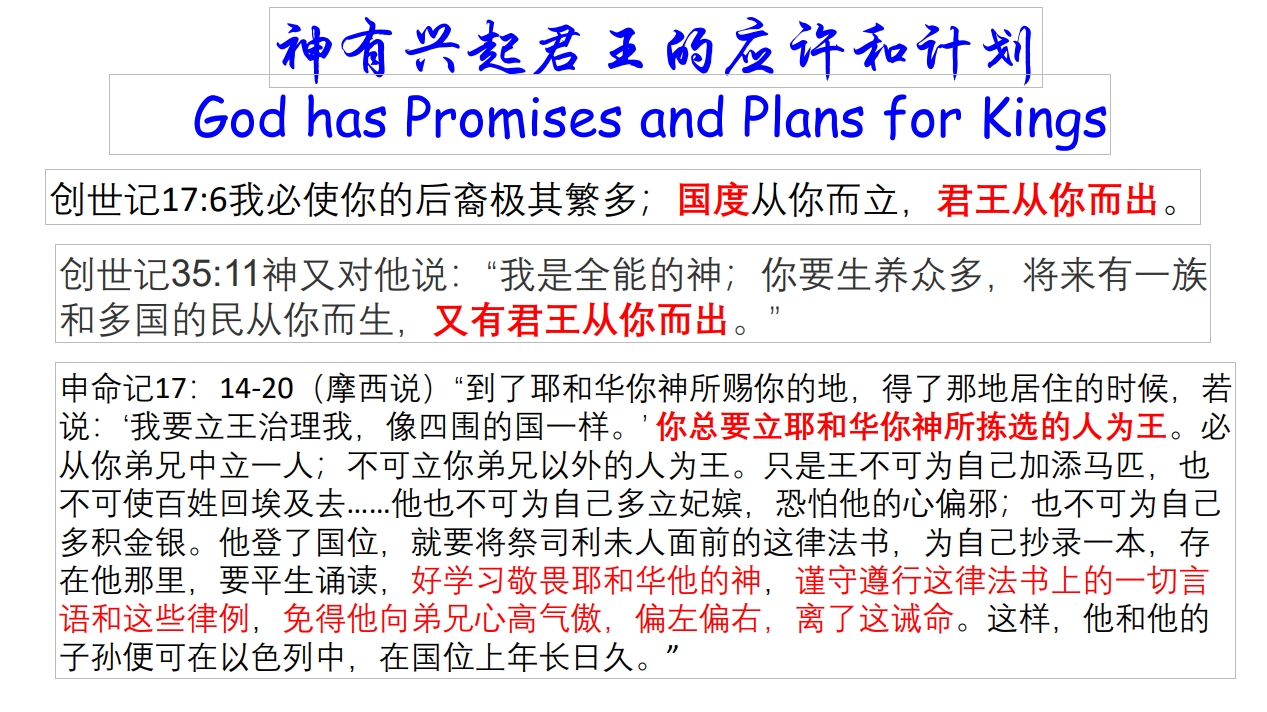 神有兴起君王的应许和计划
God has Promises and Plans for Kings
创世记17:6我必使你的后裔极其繁多；国度从你而立，君王从你而出。
创世记35:11神又对他说：“我是全能的神；你要生养众多，将来有一族
和多国的民从你而生，又有君王从你而出。”
申命记17：14-20（摩西说）“到了耶和华你神所赐你的地，得了那地居住的时候，若
说：‘我要立王治理我，像四围的国一样。’你总要立耶和华你神所拣选的人为王。必
从你弟兄中立一人；不可立你弟兄以外的人为王。只是王不可为自己加添马匹，也
不可使百姓回埃及去……他也不可为自己多立妃嫔，恐怕他的心偏邪；也不可为自己
多积金银。他登了国位，就要将祭司利未人面前的这律法书，为自己抄录一本，存
在他那里，要平生诵读，好学习敬畏耶和华他的神，谨守遵行这律法书上的一切言
语和这些律例，免得他向弟兄心高气傲，偏左偏右，离了这诫命。这样，他和他的
子孙便可在以色列中，在国位上年长日久。”